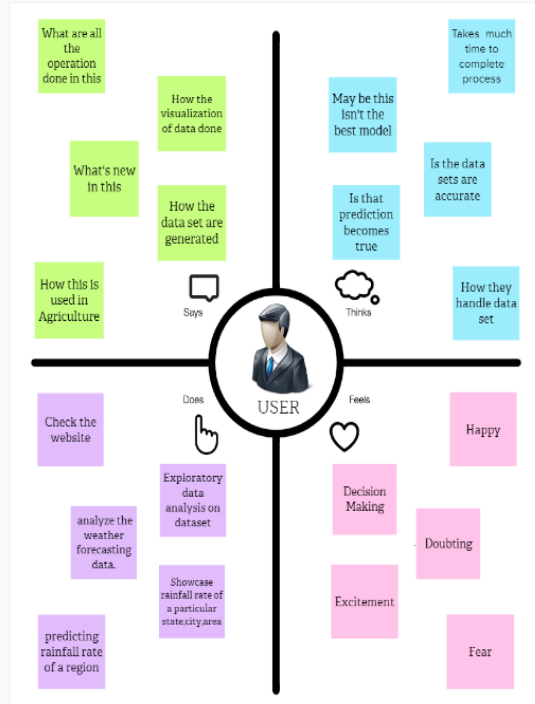 What are all
the
operation
done in this
How the
visualization
of data done
What's new
in this
How the
data set are
generated
How this is
used in
Agriculture
Says
Takes much
time to
complete
process
May be this
isn't the
best model
Is the data
sets are
accurate
Is that
prediction
becomes
true
How they
handle data
set
Thinks
USER
Does
Check the
website
Exploratory
data
analysis on
dataset
analyze the
weather
forecasting
data.
Showcase
rainfall rate of
a particular
state,city,area
predicting
rainfall rate
of a region
Feels
Happy
Decision
Making
Doubting
Excitement
Fear